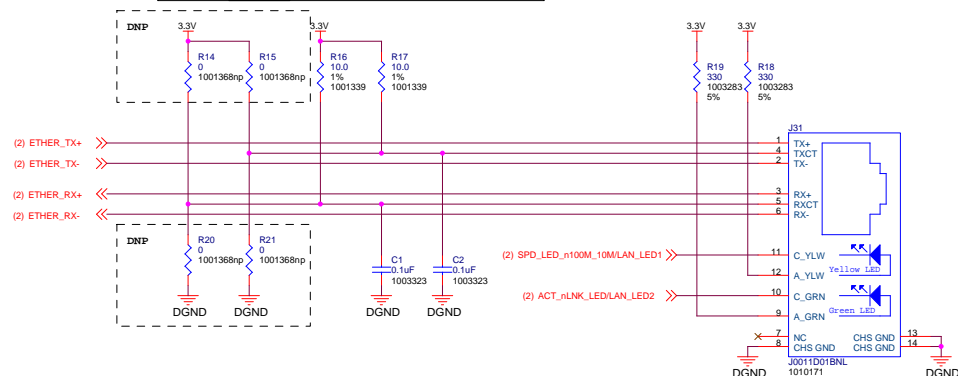 DNP
3.3V
3.3V
3.3V
3.3V
R14
0
1001368np
R15
0
1001368np
R16
10.0
1%
1001339
R17
10.0
1%
1001339
R19
330
1003283
5%
R18
330
1003283
5%
J31
(2) ETHER_TX+
1 TX+
4 TXCT
(2) ETHER_TX-
2 TX-
(2) ETHER_RX+
3 RX+
5 RXCT
(2) ETHER_RX-
6 RX-
DNP
R20
0
1001368np
R21
0
1001368np
C1
0.1uF
1003323
C2
0.1uF
1003323
(2) SPD_LED_n100M_10M/LAN_LED1
11 C_YLW
Yellow LED
12 A_YLW
(2) ACT_nLNK_LED/LAN_LED2
10 C_GRN
Green LED
9 A_GRN
DGND
DGND
DGND
DGND
7 NC
CHS GND 13
8 CHS GND
CHS GND 14
J0011D01BNL
1010171
DGND
DGND